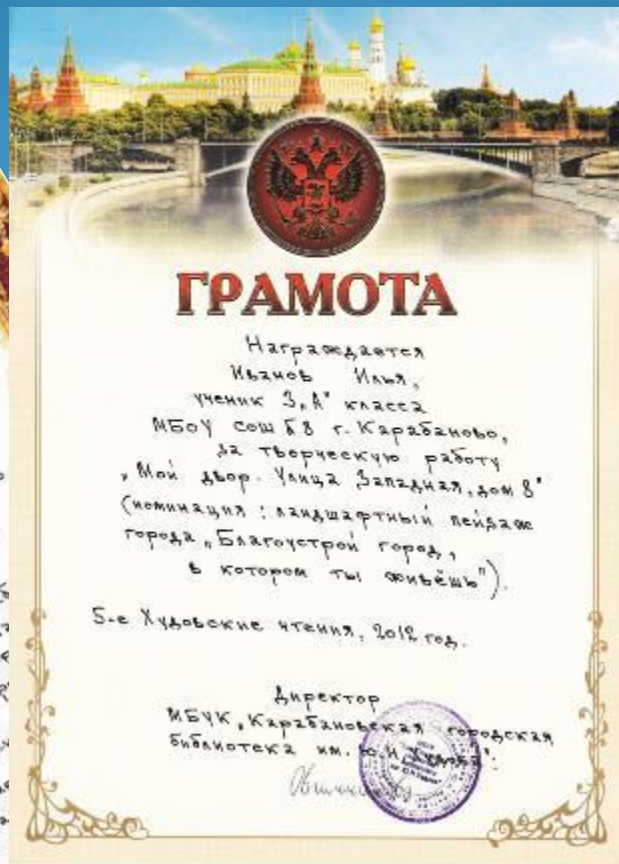 ГРАМОТА
Награждается
Иванов Илья,
ученик 3 „А" класса
МБОУ СОШ №8 г. Карабаново,
за творческую работу
„Мой двор. Улица Западная, дом 8"
(номинация: ландшафтный пейзаж
города „Благоустрой город,
в котором ты живёшь").
5-е Худовские чтения, 2012 год.
Директор
МБУК „Карабановская городская
библиотека им. Ю.Н. Худова":